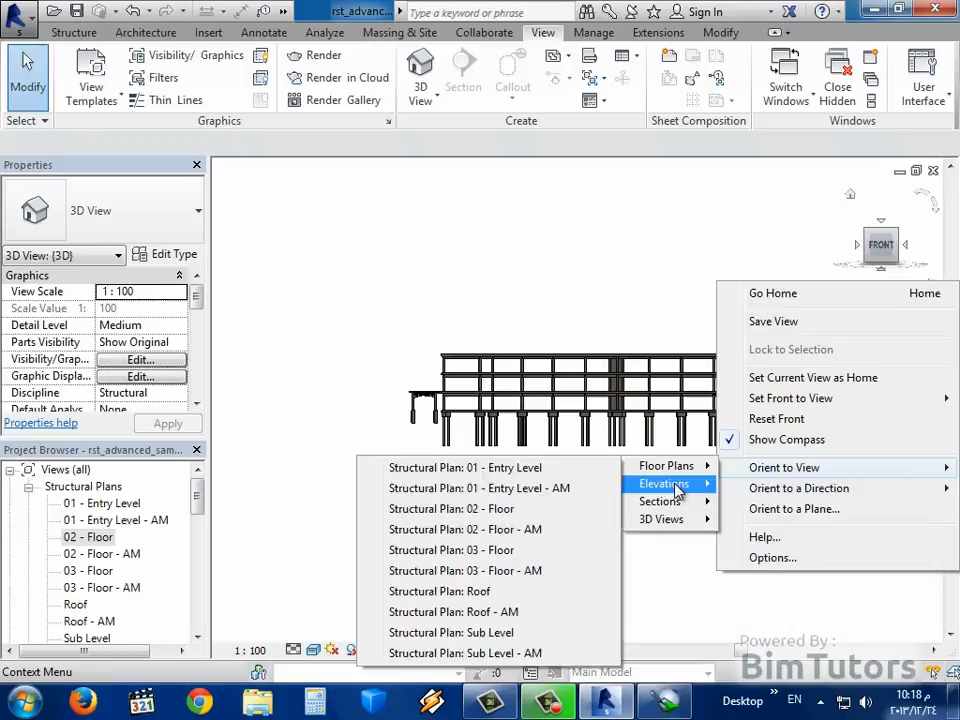 rst_advanc...
Type a keyword or phrase
Sign In
s
Structure
Architecture
Insert
Annotate
Analyze
Massing & Site
Collaborate
View
Manage
Extensions
Modify
Modify
View
Templates
Visibility/ Graphics
Filters
Thin Lines
Render
Render in Cloud
Render Gallery
3D
View
Section
Callout
Switch
Windows
Close
Hidden
User
Interface
Select
Graphics
Create
Sheet Composition
Windows
Properties
3D View
3D View: {3D}
Edit Type
Graphics
View Scale
1 : 100
Scale Value 1:
100
Detail Level
Medium
Parts Visibility
Show Original
Visibility/Grap...
Edit...
Graphic Displa...
Edit...
Discipline
Structural
Default Analys
None
Properties help
Apply
Project Browser - rst_advanced_sam...
Views (all)
Structural Plans
01 - Entry Level
01 - Entry Level - AM
02 - Floor
02 - Floor - AM
03 - Floor
03 - Floor - AM
Roof
Roof - AM
Sub Level
FRONT
Go Home
Home
Save View
Lock to Selection
Set Current View as Home
Set Front to View
Reset Front
Show Compass
Orient to View
Orient to a Direction
Orient to a Plane...
Help...
Options...
Floor Plans
Elevations
Sections
3D Views
Structural Plan: 01 - Entry Level
Structural Plan: 01 - Entry Level - AM
Structural Plan: 02 - Floor
Structural Plan: 02 - Floor - AM
Structural Plan: 03 - Floor
Structural Plan: 03 - Floor - AM
Structural Plan: Roof
Structural Plan: Roof - AM
Structural Plan: Sub Level
Structural Plan: Sub Level - AM
1 : 100
Powered By :
BimTutors
Context Menu
:0
Main Model
321
Desktop
EN
١٠:١٨ م
٢٠١٣/١٢/٢٤